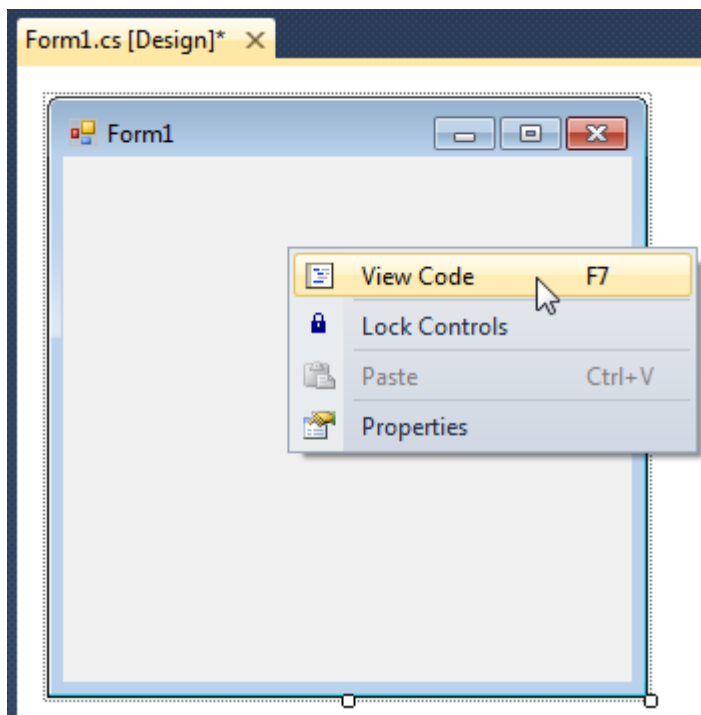 Form1.cs [Design]*
Form1
View Code F7
Lock Controls
Paste Ctrl+V
Properties